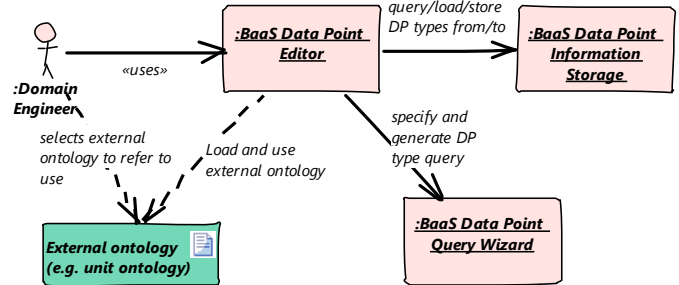 query/load/store
DP types from/to
:BaaS Data Point
Editor
:BaaS Data Point
Information
Storage
«uses»
:Domain
Engineer
selects external
ontology to refer to
use
Load and use
external ontology
specify and
generate DP
type query
External ontology
(e.g. unit ontology)
:BaaS Data Point
Query Wizard